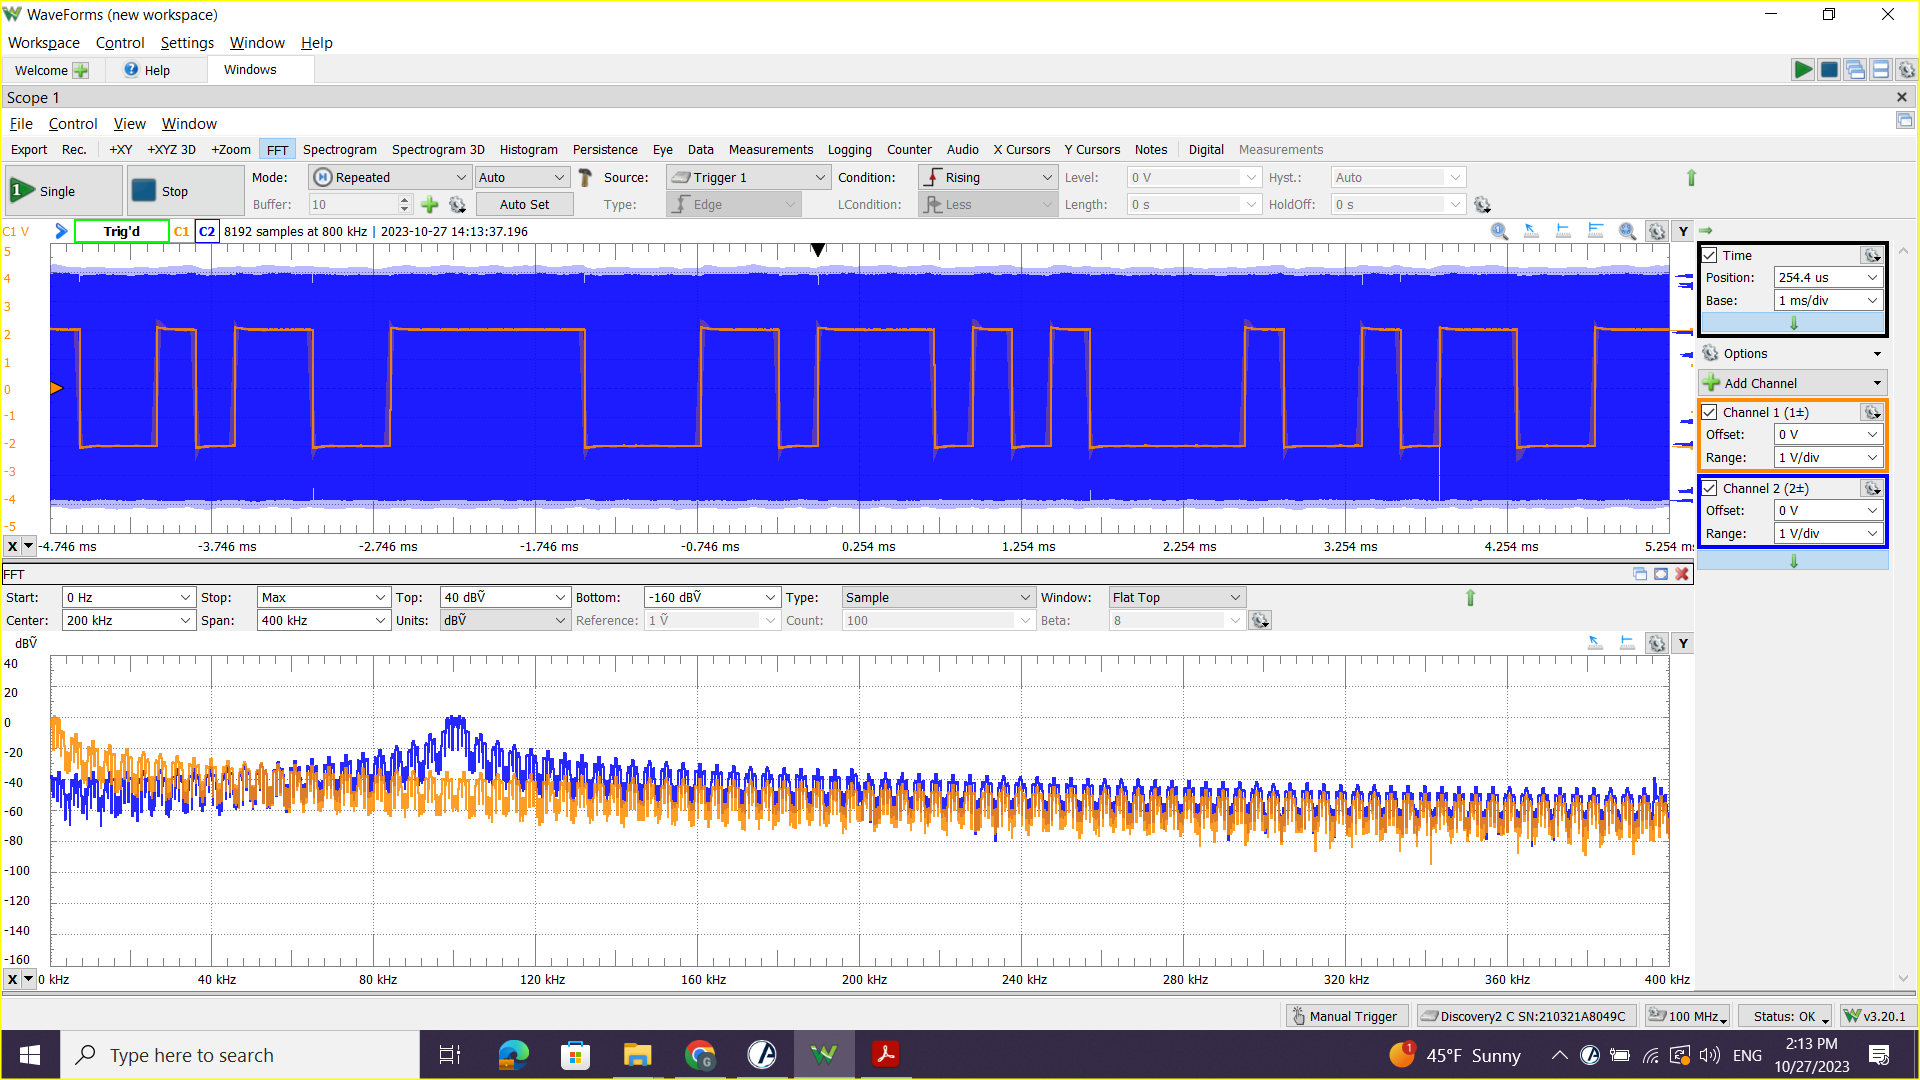 WaveForms (new workspace)
Workspace Control Settings Window Help
Welcome Help Windows
Scope 1
File Control View Window
Export Rec. +XY +XYZ 3D +Zoom FFT Spectrogram Spectrogram 3D Histogram Persistence Eye Data Measurements Logging Counter Audio X Cursors Y Cursors Notes Digital Measurements
1 Single Stop Mode: Repeated Auto Source: Trigger 1 Condition: Rising Level: 0 V Hyst.: Auto
Buffer: 10 Auto Set Type: Edge LCondition: Less Length: 0 s HoldOff: 0 s
C1 V Trig'd C1 C2 8192 samples at 800 kHz | 2023-10-27 14:13:37.196 Y
5
4
3
2
1
0
-1
-2
-3
-4
-5
X -4.746 ms -3.746 ms -2.746 ms -1.746 ms -0.746 ms 0.254 ms 1.254 ms 2.254 ms 3.254 ms 4.254 ms 5.254 ms
Time
Position: 254.4 us
Base: 1 ms/div
Options
Add Channel
Channel 1 (1±)
Offset: 0 V
Range: 1 V/div
Channel 2 (2±)
Offset: 0 V
Range: 1 V/div
FFT
Start: 0 Hz Stop: Max Top: 40 dBṼ Bottom: -160 dBṼ Type: Sample Window: Flat Top
Center: 200 kHz Span: 400 kHz Units: dBṼ Reference: 1 Ṽ Count: 100 Beta: 8
dBṼ Y
40
20
0
-20
-40
-60
-80
-100
-120
-140
-160
X 0 kHz 40 kHz 80 kHz 120 kHz 160 kHz 200 kHz 240 kHz 280 kHz 320 kHz 360 kHz 400 kHz
Manual Trigger Discovery2 C SN:210321A8049C 100 MHz Status: OK v3.20.1
Type here to search 1 45°F Sunny ENG 2:13 PM
10/27/2023